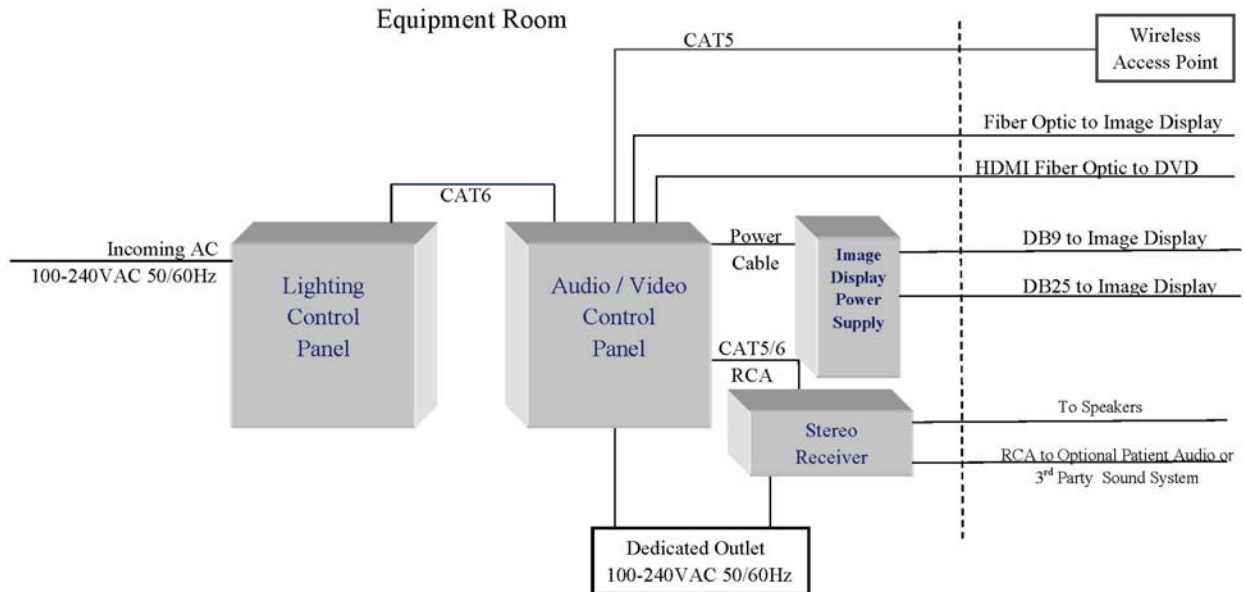 Equipment Room
CAT5
Wireless
Access Point
Fiber Optic to Image Display
HDMI Fiber Optic to DVD
CAT6
Incoming AC
100-240VAC 50/60Hz
Lighting
Control
Panel
Audio / Video
Control
Panel
Power
Cable
Image
Display
Power
Supply
DB9 to Image Display
DB25 to Image Display
CAT5/6
RCA
Stereo
Receiver
To Speakers
RCA to Optional Patient Audio or
3rd Party Sound System
Dedicated Outlet
100-240VAC 50/60Hz